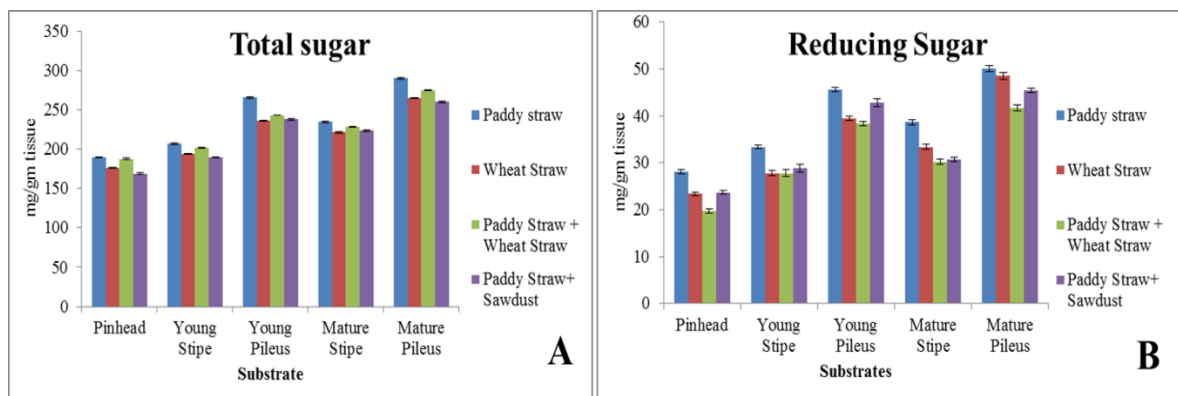 Total sugar
mg/gm tissue
350
300
250
200
150
100
50
0
Pinhead
Young
Stipe
Young
Pileus
Mature
Stipe
Mature
Pileus
Substrate
Paddy straw
Wheat Straw
Paddy Straw +
Wheat Straw
Paddy Straw+
Sawdust
A
Reducing Sugar
mg/gm tissue
60
50
40
30
20
10
0
Pinhead
Young
Stipe
Young
Pileus
Mature
Stipe
Mature
Pileus
Substrates
Paddy straw
Wheat Straw
Paddy Straw +
Wheat Straw
Paddy Straw+
Sawdust
B